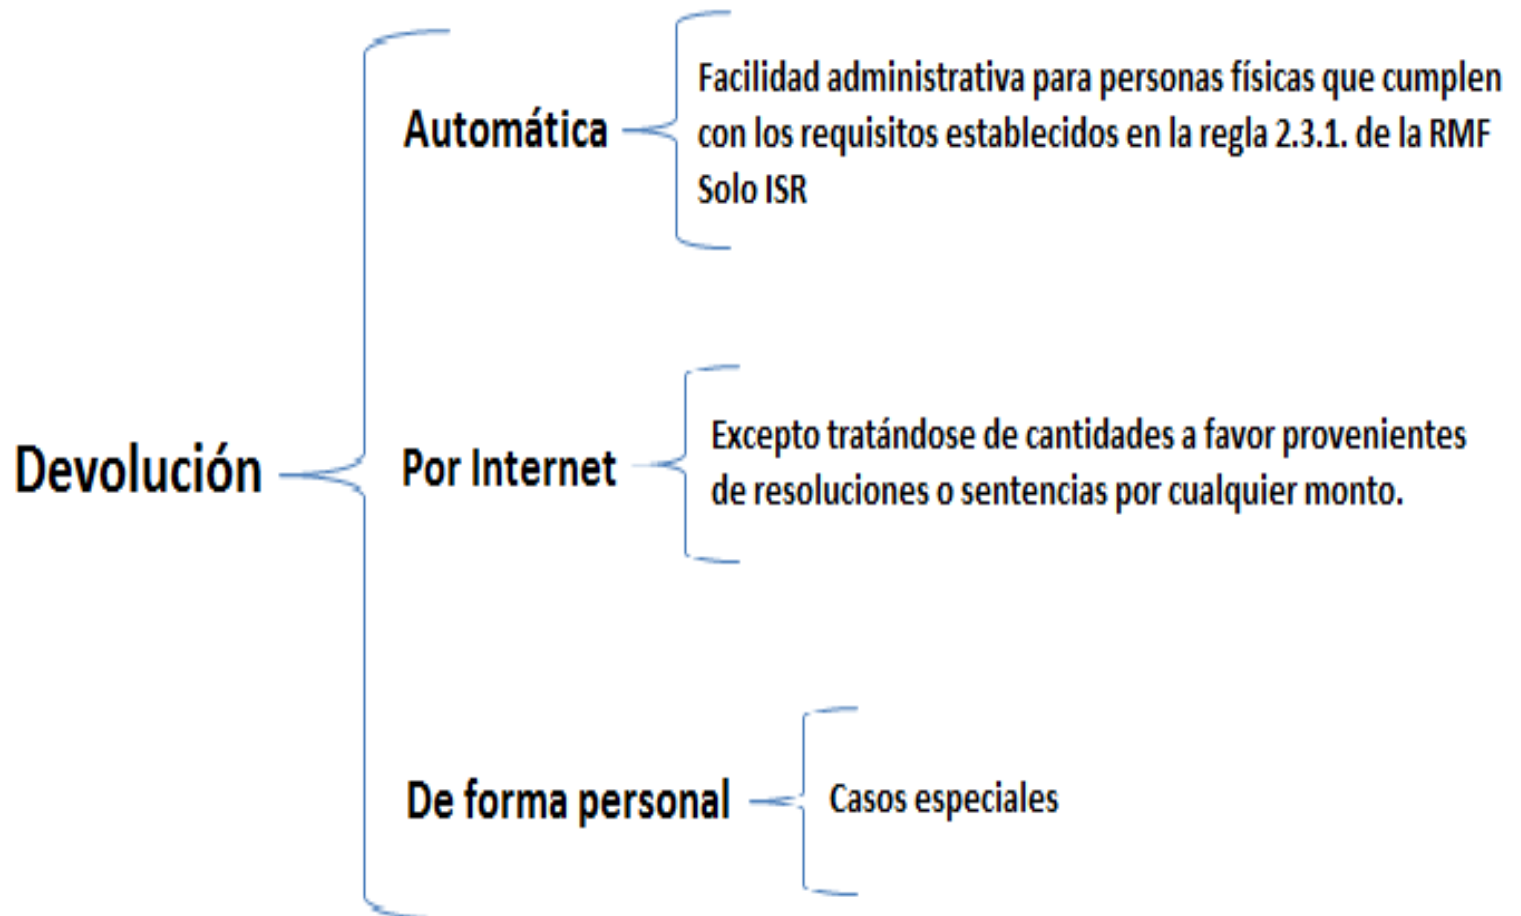 Devolución
Automática
Facilidad administrativa para personas físicas que cumplen
con los requisitos establecidos en la regla 2.3.1. de la RMF
Solo ISR
Por Internet
Excepto tratándose de cantidades a favor provenientes
de resoluciones o sentencias por cualquier monto.
De forma personal
Casos especiales